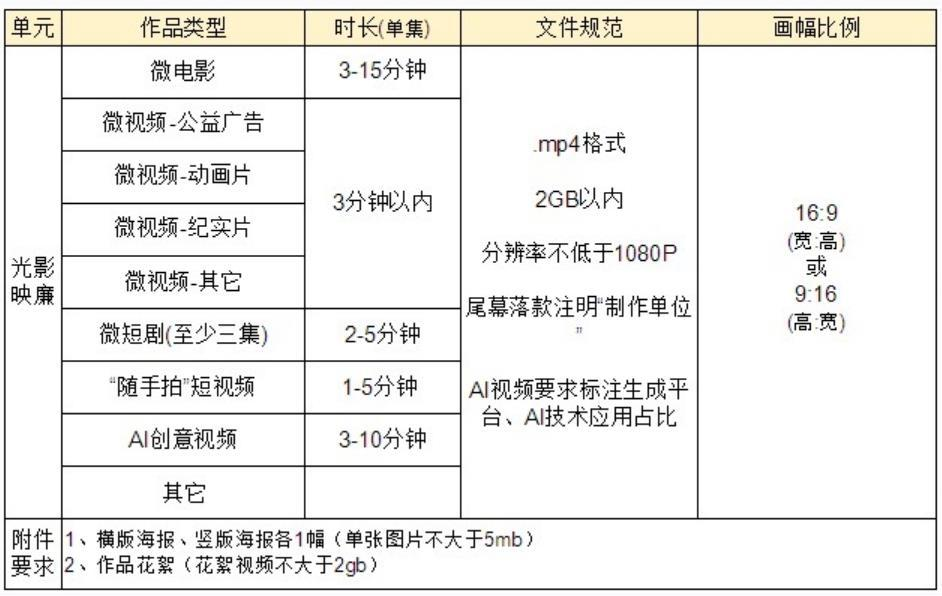 单元 作品类型 时长(单集) 文件规范 画幅比例
光影
映廉
微电影 3-15分钟
微视频-公益广告
微视频-动画片
微视频-纪实片
微视频-其它
3分钟以内
微短剧(至少三集) 2-5分钟
“随手拍”短视频 1-5分钟
AI创意视频 3-10分钟
其它
.mp4格式
2GB以内
分辨率不低于1080P
尾幕落款注明“制作单位
”
AI视频要求标注生成平
台、AI技术应用占比
16:9
(宽:高)
或
9:16
(高:宽)
附件
要求
1、横版海报、竖版海报各1幅（单张图片不大于5mb）
2、作品花絮（花絮视频不大于2gb）